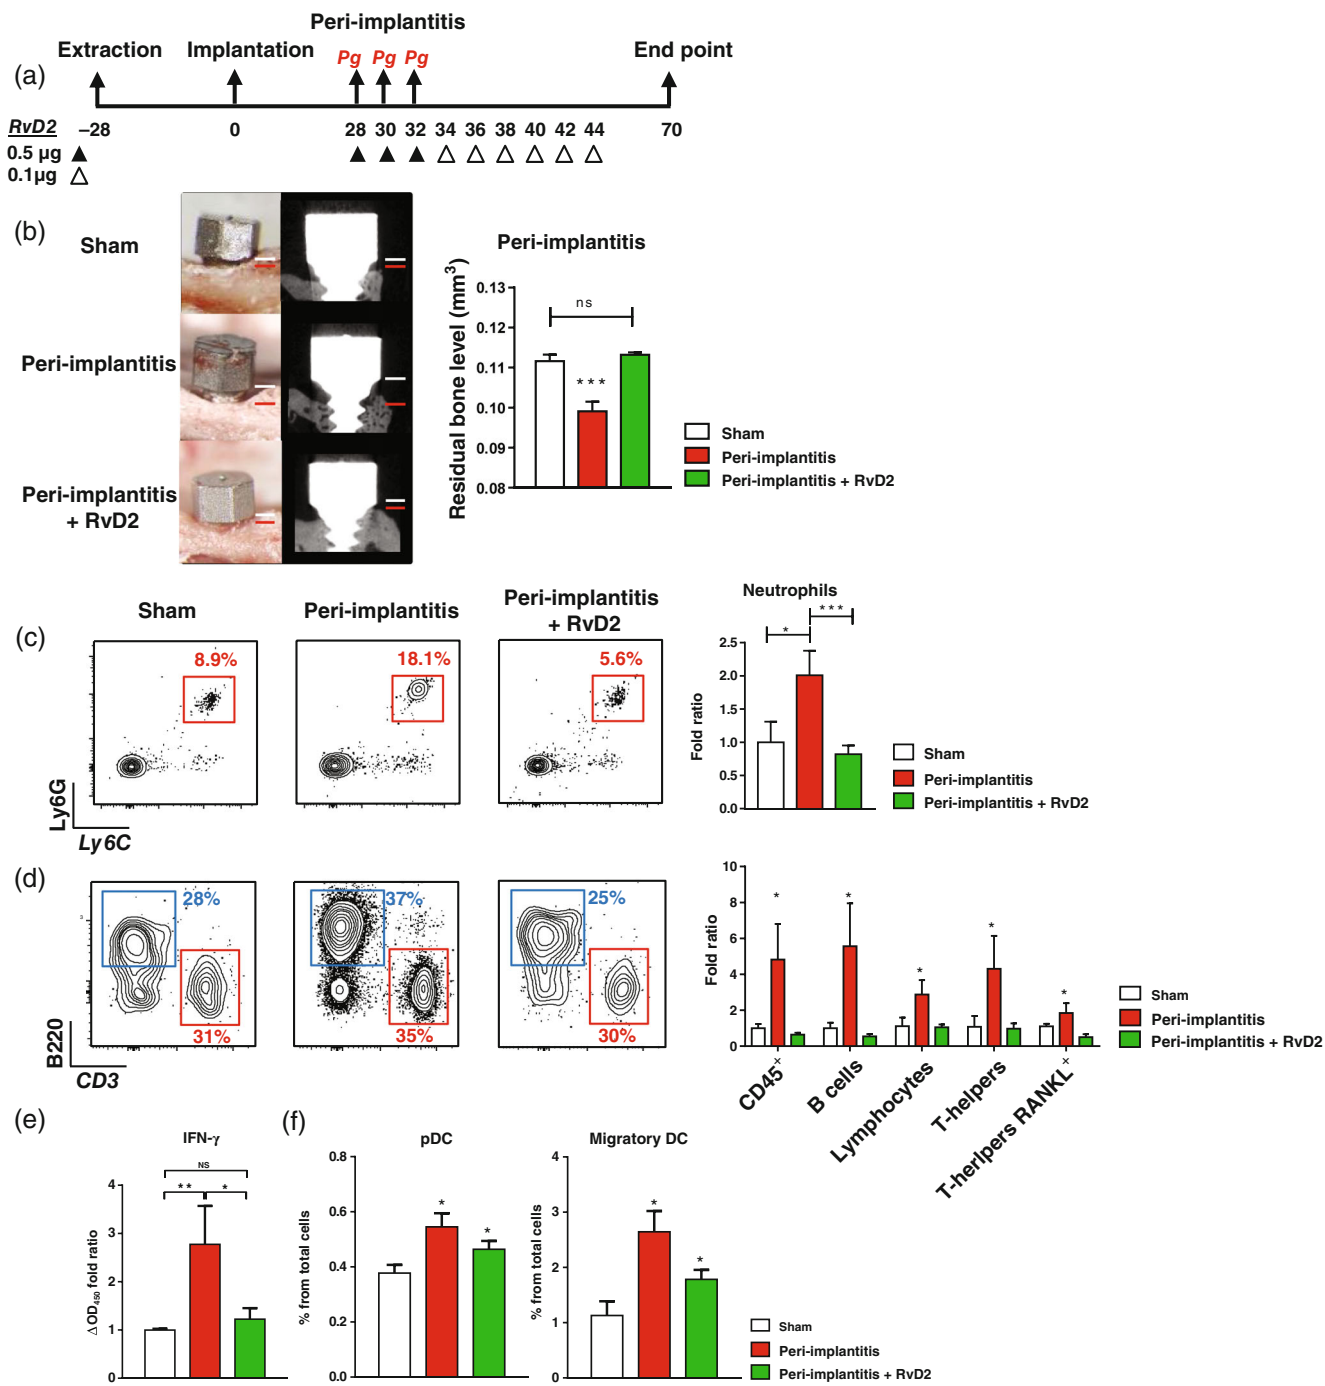 Peri-implantitis
Extraction Implantation Pg Pg Pg End point
(a)
RvD2 –28 0 28 30 32 34 36 38 40 42 44 70
0.5 µg
0.1µg
(b)
Sham
Peri-implantitis
Peri-implantitis
+ RvD2
Peri-implantitis
Residual bone level (mm³)
0.13
0.12
0.11
0.10
0.09
0.08
ns
***
Sham
Peri-implantitis
Peri-implantitis + RvD2
(c)
Sham
Peri-implantitis
Peri-implantitis
+ RvD2
8.9%
18.1%
5.6%
Ly6G
Ly6C
Neutrophils
* ***
Fold ratio
2.5
2.0
1.5
1.0
0.5
0.0
Sham
Peri-implantitis
Peri-implantitis + RvD2
(d)
28%
37%
25%
31%
35%
30%
3
B220
CD3
Fold ratio
10
8
6
4
2
0
* * * * *
CD45+
B cells
Lymphocytes
T-helpers
T-herlpers RANKL+
Sham
Peri-implantitis
Peri-implantitis + RvD2
(e)
IFN-γ
NS
** *
ΔOD450 fold ratio
4
3
2
1
0
(f)
pDC
% from total cells
0.8
0.6
0.4
0.2
0.0
* *
Migratory DC
% from total cells
4
3
2
1
0
* *
Sham
Peri-implantitis
Peri-implantitis + RvD2